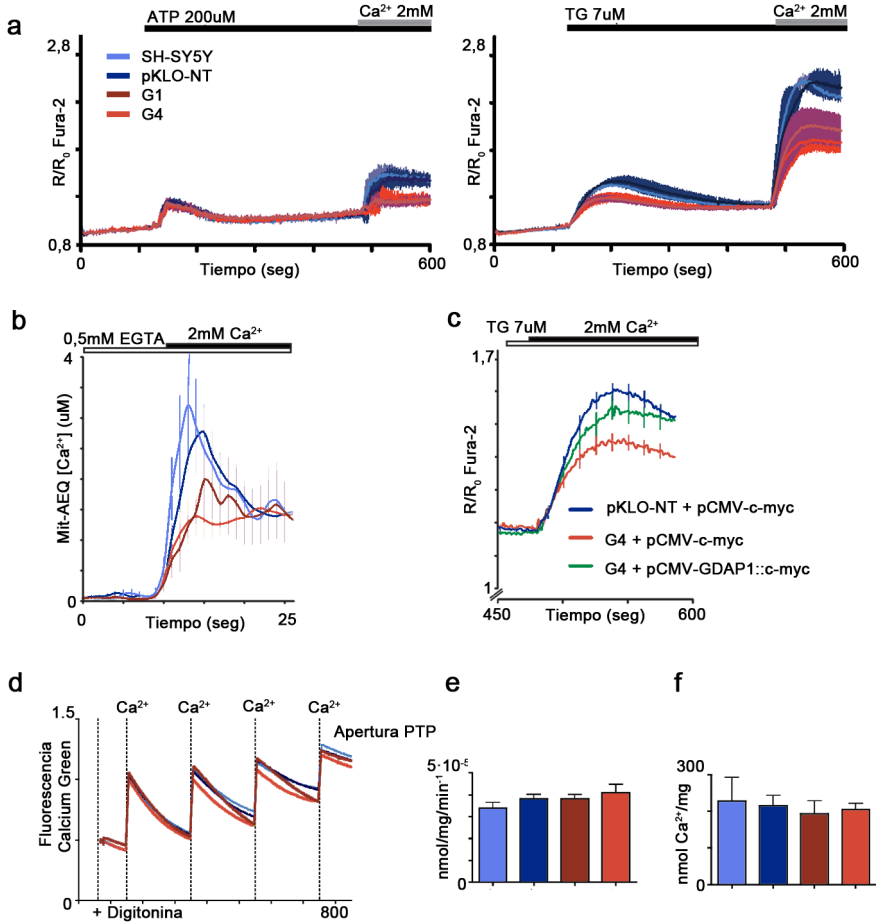 a
ATP 200uM
Ca²⁺ 2mM
2,8
SH-SY5Y
pKLO-NT
G1
G4
R/R₀ Fura-2
0,8
0
Tiempo (seg)
600
TG 7uM
Ca²⁺ 2mM
2,8
R/R₀ Fura-2
0,8
0
Tiempo (seg)
600
b
0,5mM EGTA
2mM Ca²⁺
4
Mit-AEQ [Ca²⁺] (uM)
0
0
Tiempo (seg)
25
c
TG 7uM
2mM Ca²⁺
1,7
R/R₀ Fura-2
pKLO-NT + pCMV-c-myc
G4 + pCMV-c-myc
G4 + pCMV-GDAP1::c-myc
1
450
Tiempo (seg)
600
d
Ca²⁺ Ca²⁺ Ca²⁺ Ca²⁺
1.5
Apertura PTP
Fluorescencia
Calcium Green
0
+ Digitonina
800
e
5·10⁻⁵
nmol/mg/min⁻¹
0
f
300
nmol Ca²⁺/mg
0